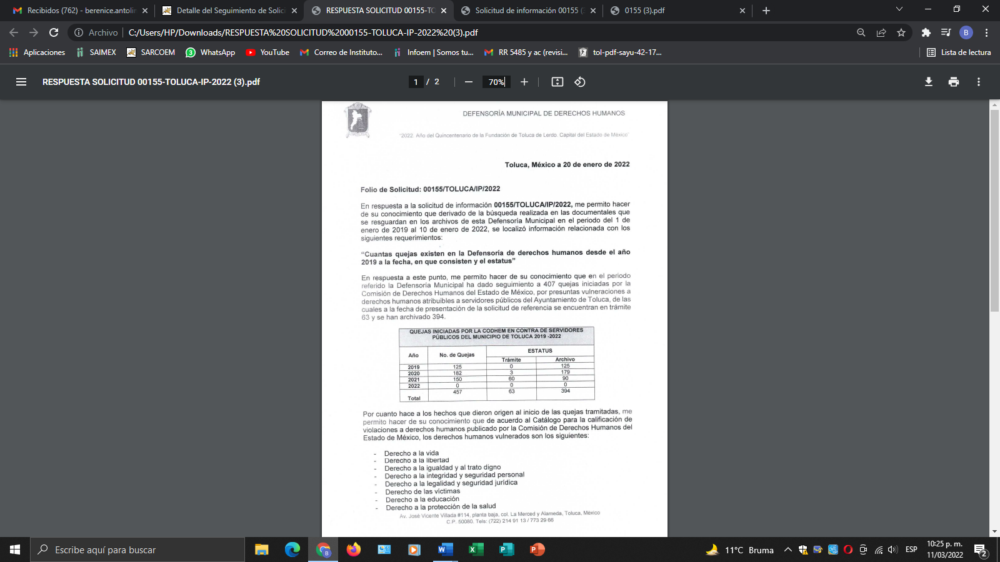 Recibidos (762) - berenice.antolin
Detalle del Seguimiento de Solici
RESPUESTA SOLICITUD 00155-TO
Solicitud de información 00155 (
0155 (3).pdf
Archivo
C:/Users/HP/Downloads/RESPUESTA%20SOLICITUD%2000155-TOLUCA-IP-2022%20(3).pdf
B
Aplicaciones
SAIMEX
SARCOEM
WhatsApp
YouTube
Correo de Instituto...
Infoem | Somos tu...
RR 5485 y ac (revisi...
tol-pdf-sayu-42-17...
Lista de lectura
RESPUESTA SOLICITUD 00155-TOLUCA-IP-2022 (3).pdf
1 / 2
70%
DEFENSORÍA MUNICIPAL DE DERECHOS HUMANOS
"2022. Año del Quincentenario de la Fundación de Toluca de Lerdo. Capital del Estado de México"
Toluca, México a 20 de enero de 2022
Folio de Solicitud: 00155/TOLUCA/IP/2022
En respuesta a la solicitud de información 00155/TOLUCA/IP/2022, me permito hacer
de su conocimiento que derivado de la búsqueda realizada en las documentales que
se resguardan en los archivos de esta Defensoría Municipal en el periodo del 1 de
enero de 2019 al 10 de enero de 2022, se localizó información relacionada con los
siguientes requerimientos:
“Cuantas quejas existen en la Defensoría de derechos humanos desde el año
2019 a la fecha, en que consisten y el estatus”
En respuesta a este punto, me permito hacer de su conocimiento que en el periodo
referido la Defensoría Municipal ha dado seguimiento a 407 quejas iniciadas por la
Comisión de Derechos Humanos del Estado de México, por presuntas vulneraciones a
derechos humanos atribuibles a servidores públicos del Ayuntamiento de Toluca, de las
cuales a la fecha de presentación de la solicitud de referencia se encuentran en trámite
63 y se han archivado 394.
QUEJAS INICIADAS POR LA CODHEM EN CONTRA DE SERVIDORES
PÚBLICOS DEL MUNICIPIO DE TOLUCA 2019 -2022
Año No. de Quejas ESTATUS
Trámite Archivo
2019 125 0 125
2020 182 3 179
2021 150 60 90
2022 0 0 0
Total 457 63 394
Por cuanto hace a los hechos que dieron origen al inicio de las quejas tramitadas, me
permito hacer de su conocimiento que de acuerdo al Catálogo para la calificación de
violaciones a derechos humanos publicado por la Comisión de Derechos Humanos del
Estado de México, los derechos humanos vulnerados son los siguientes:
- Derecho a la vida
- Derecho a la libertad
- Derecho a la igualdad y al trato digno
- Derecho a la integridad y seguridad personal
- Derecho a la legalidad y seguridad jurídica
- Derecho de las víctimas
- Derecho a la educación
- Derecho a la protección de la salud
Av. José Vicente Villada #114, planta baja, col. La Merced y Alameda, Toluca, México
C.P. 50080. Tels: (722) 214 91 13 / 773 29 66
Escribe aquí para buscar
11°C Bruma
ESP
10:25 p. m.
11/03/2022
2